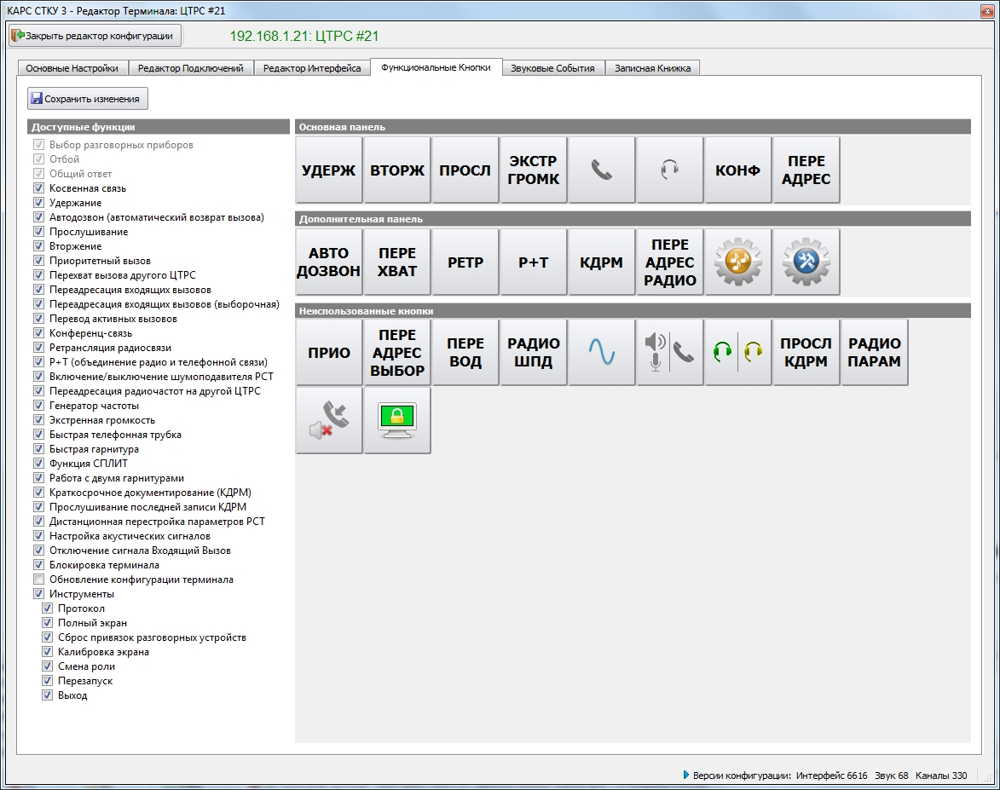 КАРС СТКУ 3 - Редактор Терминала: ЦТРС #21
Закрыть редактор конфигурации
192.168.1.21: ЦТРС #21
Основные Настройки
Редактор Подключений
Редактор Интерфейса
Функциональные Кнопки
Звуковые События
Записная Книжка
Сохранить изменения
Доступные функции
Выбор разговорных приборов
Отбой
Общий ответ
Косвенная связь
Удержание
Автодозвон (автоматический возврат вызова)
Прослушивание
Вторжение
Приоритетный вызов
Перехват вызова другого ЦТРС
Переадресация входящих вызовов
Переадресация входящих вызовов (выборочная)
Перевод активных вызовов
Конференц-связь
Ретрансляция радиосвязи
Р+Т (объединение радио и телефонной связи)
Включение/выключение шумоподавителя РСТ
Переадресация радиочастот на другой ЦТРС
Генератор частоты
Экстренная громкость
Быстрая телефонная трубка
Быстрая гарнитура
Функция СПЛИТ
Работа с двумя гарнитурами
Краткосрочное документирование (КДРМ)
Прослушивание последней записи КДРМ
Дистанционная перестройка параметров РСТ
Настройка акустических сигналов
Отключение сигнала Входящий Вызов
Блокировка терминала
Обновление конфигурации терминала
Инструменты
Протокол
Полный экран
Сброс привязок разговорных устройств
Калибровка экрана
Смена роли
Перезапуск
Выход
Основная панель
УДЕРЖ
ВТОРЖ
ПРОСЛ
ЭКСТР
ГРОМК
КОНФ
ПЕРЕ
АДРЕС
Дополнительная панель
АВТО
ДОЗВОН
ПЕРЕ
ХВАТ
РЕТР
Р+Т
КДРМ
ПЕРЕ
АДРЕС
РАДИО
Неиспользованные кнопки
ПРИО
ПЕРЕ
АДРЕС
ВЫБОР
ПЕРЕ
ВОД
РАДИО
ШПД
ПРОСЛ
КДРМ
РАДИО
ПАРАМ
Версии конфигурации: Интерфейс 6616 Звук 68 Каналы 330